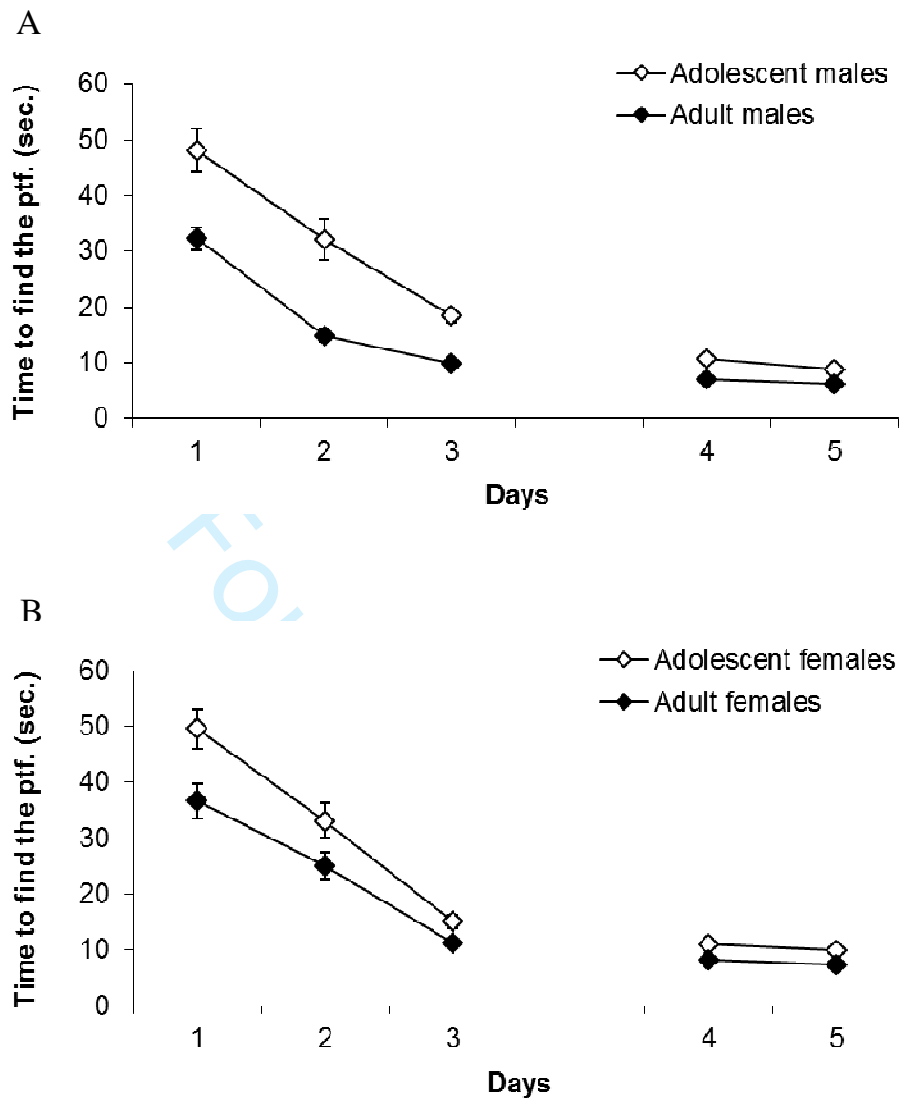 A
Time to find the ptf. (sec.)
60
50
40
30
20
10
0
Adolescent males
Adult males
1 2 3 4 5
Days
Fo
B
Time to find the ptf. (sec.)
60
50
40
30
20
10
0
Adolescent females
Adult females
1 2 3 4 5
Days